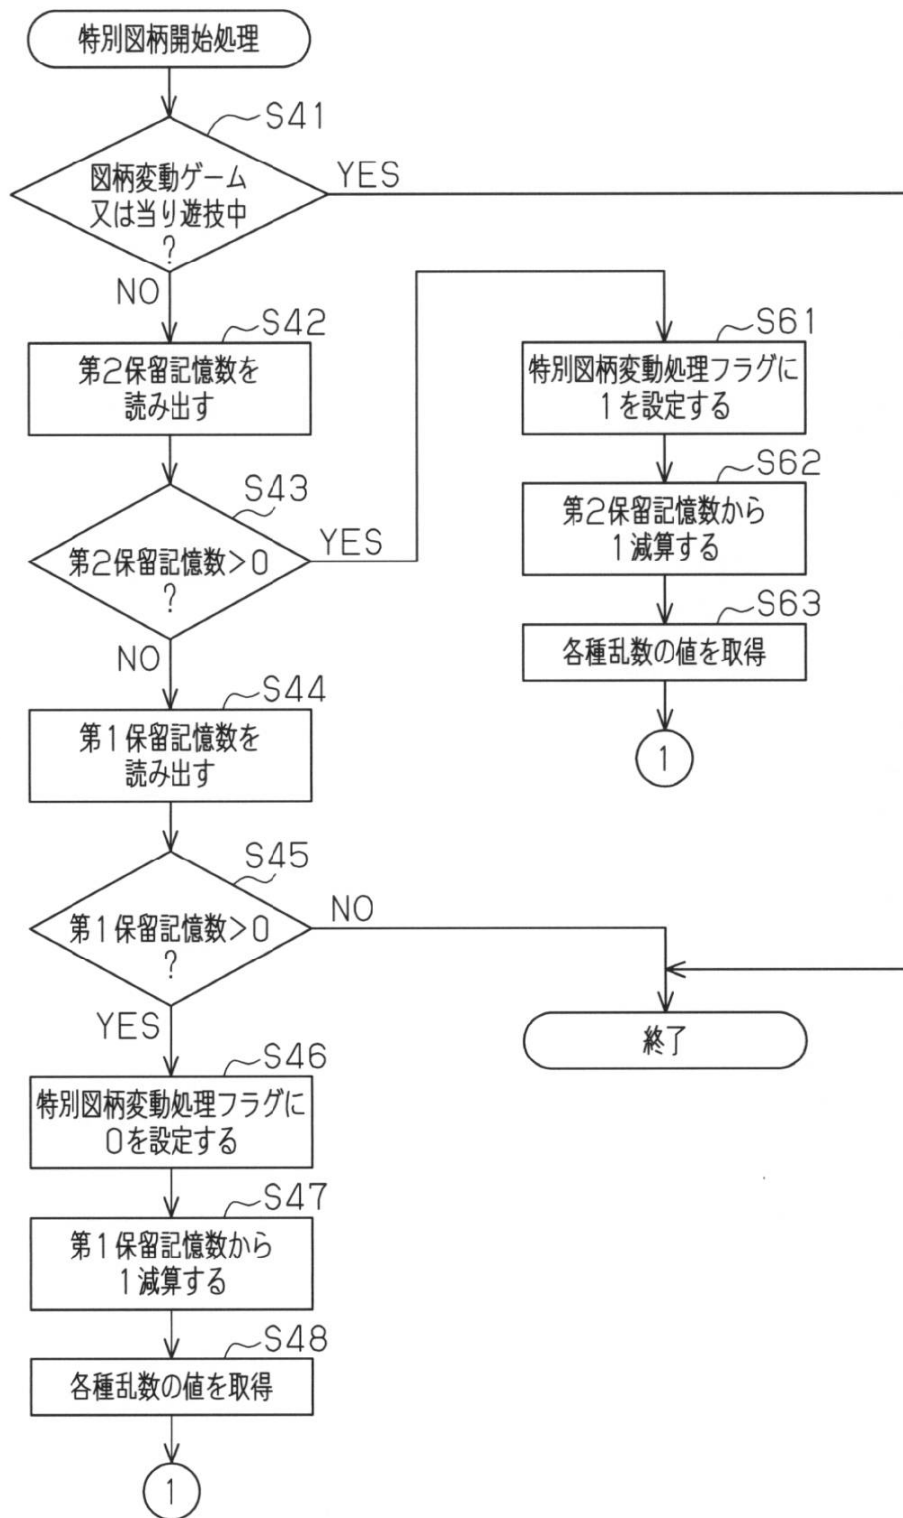 特別図柄開始処理
S41
図柄変動ゲーム
又は当り遊技中
?
YES
NO
S42
第2保留記憶数を
読み出す
S43
第2保留記憶数>0
?
YES
NO
S44
第1保留記憶数を
読み出す
S45
第1保留記憶数>0
?
NO
YES
S46
特別図柄変動処理フラグに
0を設定する
S47
第1保留記憶数から
1減算する
S48
各種乱数の値を取得
1
S61
特別図柄変動処理フラグに
1を設定する
S62
第2保留記憶数から
1減算する
S63
各種乱数の値を取得
1
終了